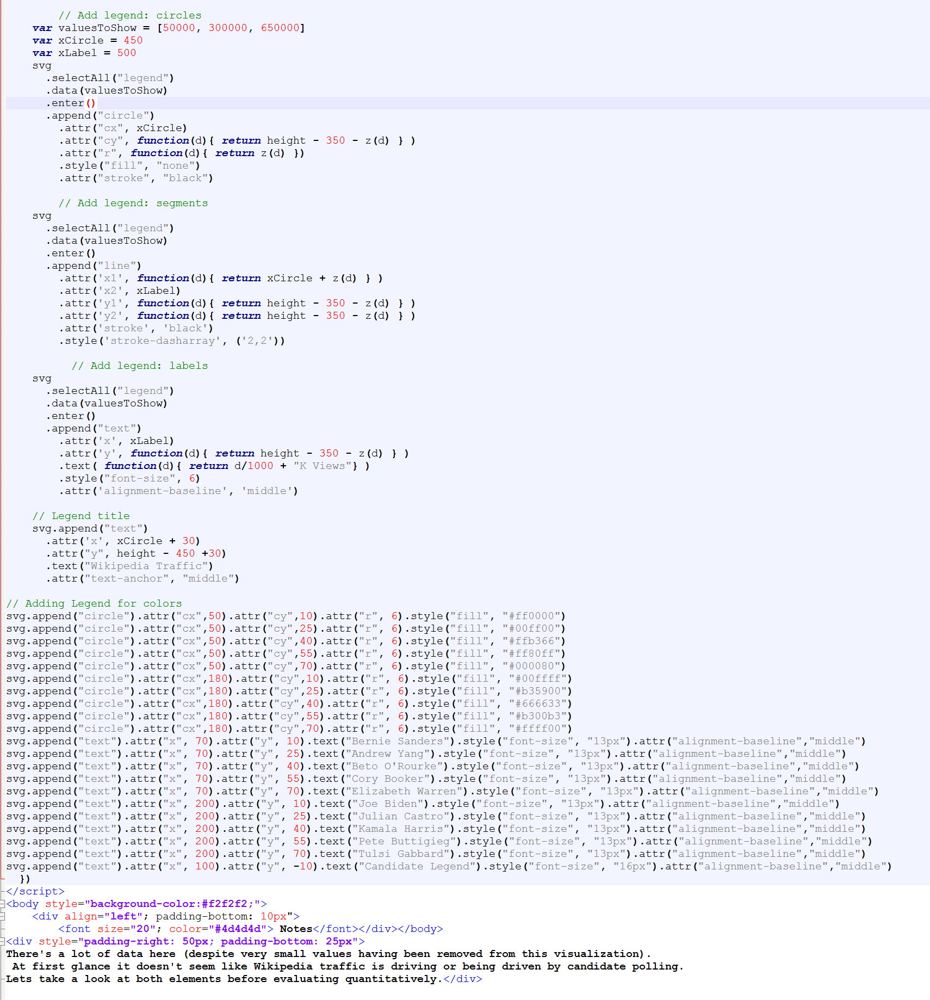 // Add legend: circles
var valuesToShow = [50000, 300000, 650000]
var xCircle = 450
var xLabel = 500
svg
.selectAll("legend")
.data(valuesToShow)
.enter()
.append("circle")
.attr("cx", xCircle)
.attr("cy", function(d){ return height - 350 - z(d) } )
.attr("r", function(d){ return z(d) })
.style("fill", "none")
.attr("stroke", "black")
// Add legend: segments
svg
.selectAll("legend")
.data(valuesToShow)
.enter()
.append("line")
.attr('x1', function(d){ return xCircle + z(d) } )
.attr('x2', xLabel)
.attr('y1', function(d){ return height - 350 - z(d) } )
.attr('y2', function(d){ return height - 350 - z(d) } )
.attr('stroke', 'black')
.style('stroke-dasharray', ('2,2'))
// Add legend: labels
svg
.selectAll("legend")
.data(valuesToShow)
.enter()
.append("text")
.attr('x', xLabel)
.attr('y', function(d){ return height - 350 - z(d) } )
.text( function(d){ return d/1000 + "K Views"} )
.style("font-size", 6)
.attr('alignment-baseline', 'middle')
// Legend title
svg.append("text")
.attr('x', xCircle + 30)
.attr("y", height - 450 +30)
.text("Wikipedia Traffic")
.attr("text-anchor", "middle")
// Adding Legend for colors
svg.append("circle").attr("cx",50).attr("cy",10).attr("r", 6).style("fill", "#ff0000")
svg.append("circle").attr("cx",50).attr("cy",25).attr("r", 6).style("fill", "#00ff00")
svg.append("circle").attr("cx",50).attr("cy",40).attr("r", 6).style("fill", "#ffb366")
svg.append("circle").attr("cx",50).attr("cy",55).attr("r", 6).style("fill", "#ff80ff")
svg.append("circle").attr("cx",50).attr("cy",70).attr("r", 6).style("fill", "#000080")
svg.append("circle").attr("cx",180).attr("cy",10).attr("r", 6).style("fill", "#00ffff")
svg.append("circle").attr("cx",180).attr("cy",25).attr("r", 6).style("fill", "#b35900")
svg.append("circle").attr("cx",180).attr("cy",40).attr("r", 6).style("fill", "#666633")
svg.append("circle").attr("cx",180).attr("cy",55).attr("r", 6).style("fill", "#b300b3")
svg.append("circle").attr("cx",180).attr("cy",70).attr("r", 6).style("fill", "#ffff00")
svg.append("text").attr("x", 70).attr("y", 10).text("Bernie Sanders").style("font-size", "13px").attr("alignment-baseline","middle")
svg.append("text").attr("x", 70).attr("y", 25).text("Andrew Yang").style("font-size", "13px").attr("alignment-baseline","middle")
svg.append("text").attr("x", 70).attr("y", 40).text("Beto O'Rourke").style("font-size", "13px").attr("alignment-baseline","middle")
svg.append("text").attr("x", 70).attr("y", 55).text("Cory Booker").style("font-size", "13px").attr("alignment-baseline","middle")
svg.append("text").attr("x", 70).attr("y", 70).text("Elizabeth Warren").style("font-size", "13px").attr("alignment-baseline","middle")
svg.append("text").attr("x", 200).attr("y", 10).text("Joe Biden").style("font-size", "13px").attr("alignment-baseline","middle")
svg.append("text").attr("x", 200).attr("y", 25).text("Julian Castro").style("font-size", "13px").attr("alignment-baseline","middle")
svg.append("text").attr("x", 200).attr("y", 40).text("Kamala Harris").style("font-size", "13px").attr("alignment-baseline","middle")
svg.append("text").attr("x", 200).attr("y", 55).text("Pete Buttigieg").style("font-size", "13px").attr("alignment-baseline","middle")
svg.append("text").attr("x", 200).attr("y", 70).text("Tulsi Gabbard").style("font-size", "13px").attr("alignment-baseline","middle")
svg.append("text").attr("x", 100).attr("y", -10).text("Candidate Legend").style("font-size", "16px").attr("alignment-baseline","middle")
})
</script>
<body style="background-color:#f2f2f2;">
<div align="left"; padding-bottom: 10px">
<font size="20"; color="#4d4d4d"> Notes</font></div></body>
<div style="padding-right: 50px; padding-bottom: 25px">
There's a lot of data here (despite very small values having been removed from this visualization).
At first glance it doesn't seem like Wikipedia traffic is driving or being driven by candidate polling.
Lets take a look at both elements before evaluating quantitatively.</div>